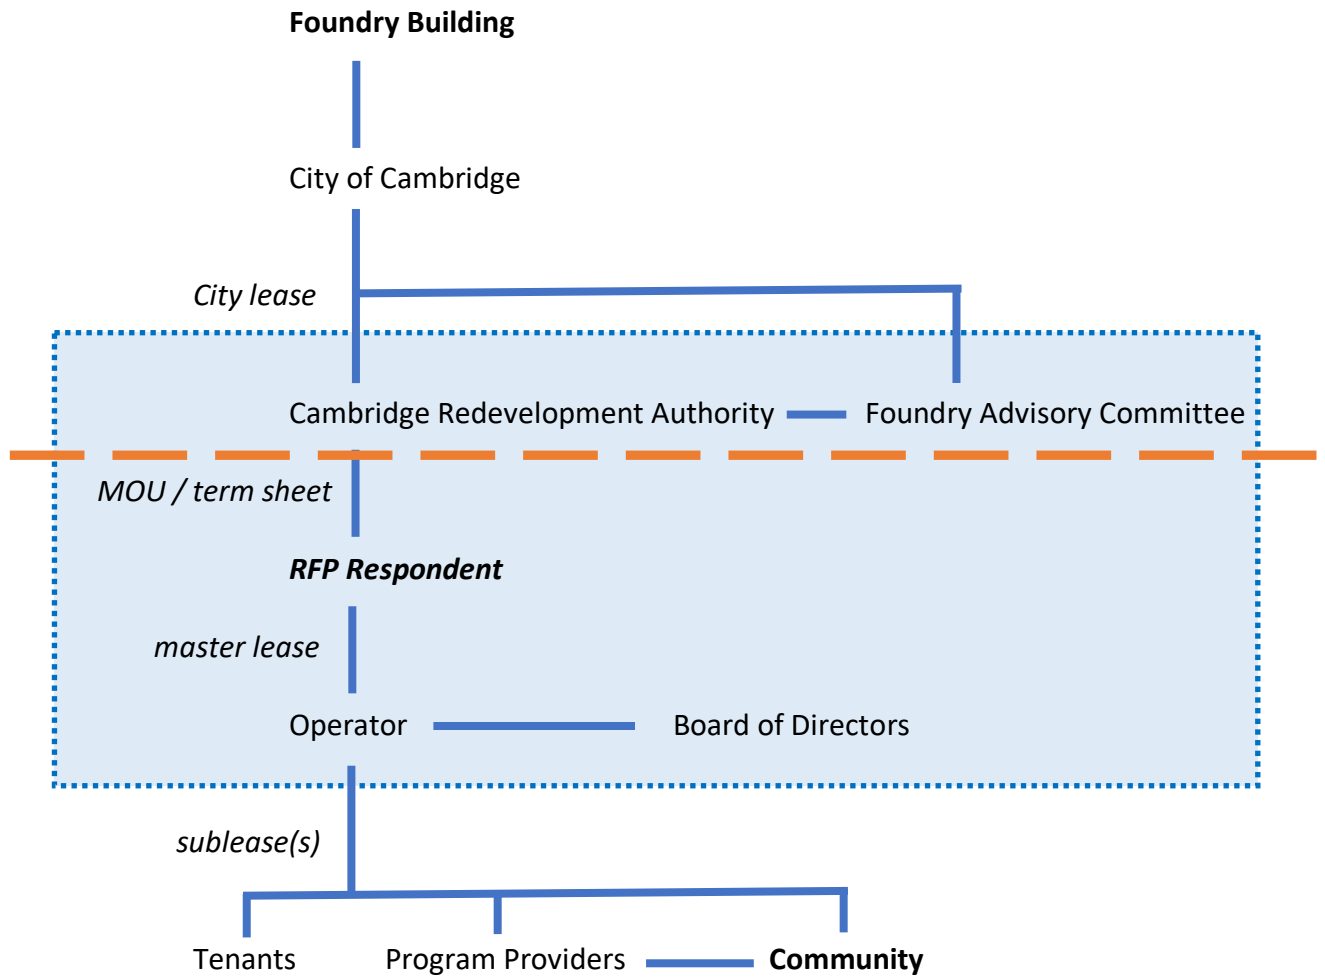 Foundry Building
City of Cambridge
City lease
Cambridge Redevelopment Authority
Foundry Advisory Committee
MOU / term sheet
RFP Respondent
master lease
Operator
Board of Directors
sublease(s)
Tenants
Program Providers
Community